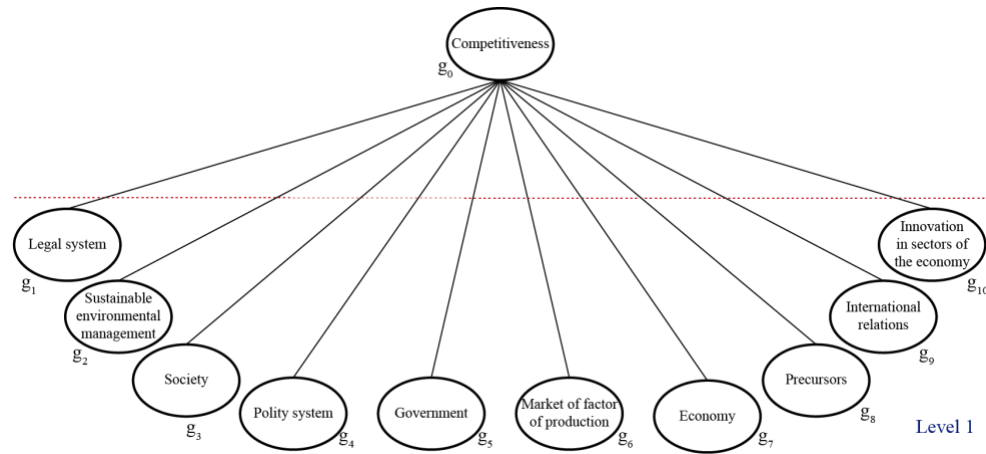 Competitiveness
g0
Legal system
g1
Sustainable
environmental
management
g2
Society
g3
Polity system
g4
Government
g5
Market of factor
of production
g6
Economy
g7
Precursors
g8
International
relations
g9
Innovation
in sectors of
the economy
g10
Level 1